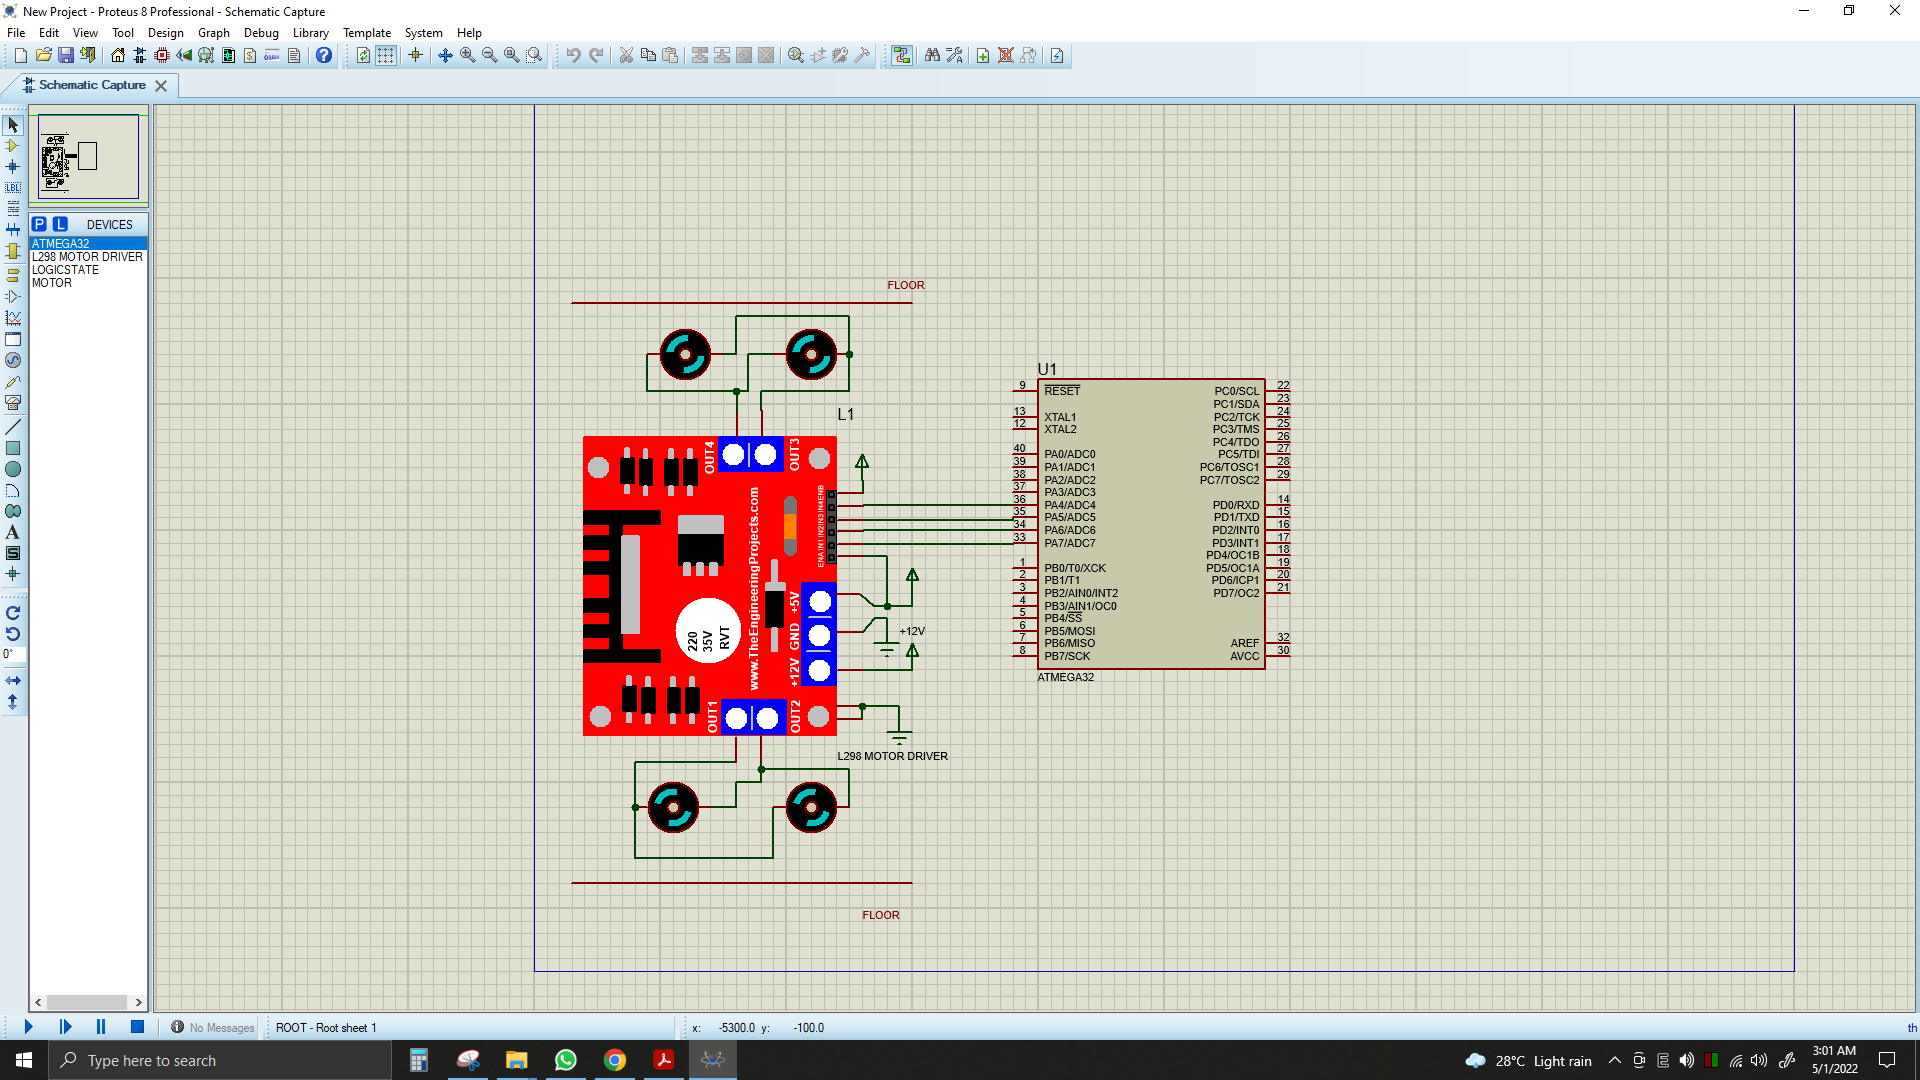 New Project - Proteus 8 Professional - Schematic Capture
File Edit View Tool Design Graph Debug Library Template System Help
Schematic Capture
P L DEVICES
ATMEGA32
L298 MOTOR DRIVER
LOGICSTATE
MOTOR
LBL
A
S
0°
FLOOR
L1
OUT4
OUT3
www.TheEngineeringProjects.com
ENA IN1 IN2 IN3 IN4 ENB
220
35V
RVT
+5V
GND
+12V
+12V
OUT1
OUT2
L298 MOTOR DRIVER
FLOOR
U1
9 RESET PC0/SCL 22
PC1/SDA 23
13 XTAL1 PC2/TCK 24
12 XTAL2 PC3/TMS 25
PC4/TDO 26
40 PA0/ADC0 PC5/TDI 27
39 PA1/ADC1 PC6/TOSC1 28
38 PA2/ADC2 PC7/TOSC2 29
37 PA3/ADC3
36 PA4/ADC4 PD0/RXD 14
35 PA5/ADC5 PD1/TXD 15
34 PA6/ADC6 PD2/INT0 16
33 PA7/ADC7 PD3/INT1 17
PD4/OC1B 18
1 PB0/T0/XCK PD5/OC1A 19
2 PB1/T1 PD6/ICP1 20
3 PB2/AIN0/INT2 PD7/OC2 21
4 PB3/AIN1/OC0
5 PB4/SS
6 PB5/MOSI
7 PB6/MISO AREF 32
8 PB7/SCK AVCC 30
ATMEGA32
No Messages ROOT - Root sheet 1 x: -5300.0 y: -100.0 th
Type here to search 28°C Light rain 3:01 AM
5/1/2022